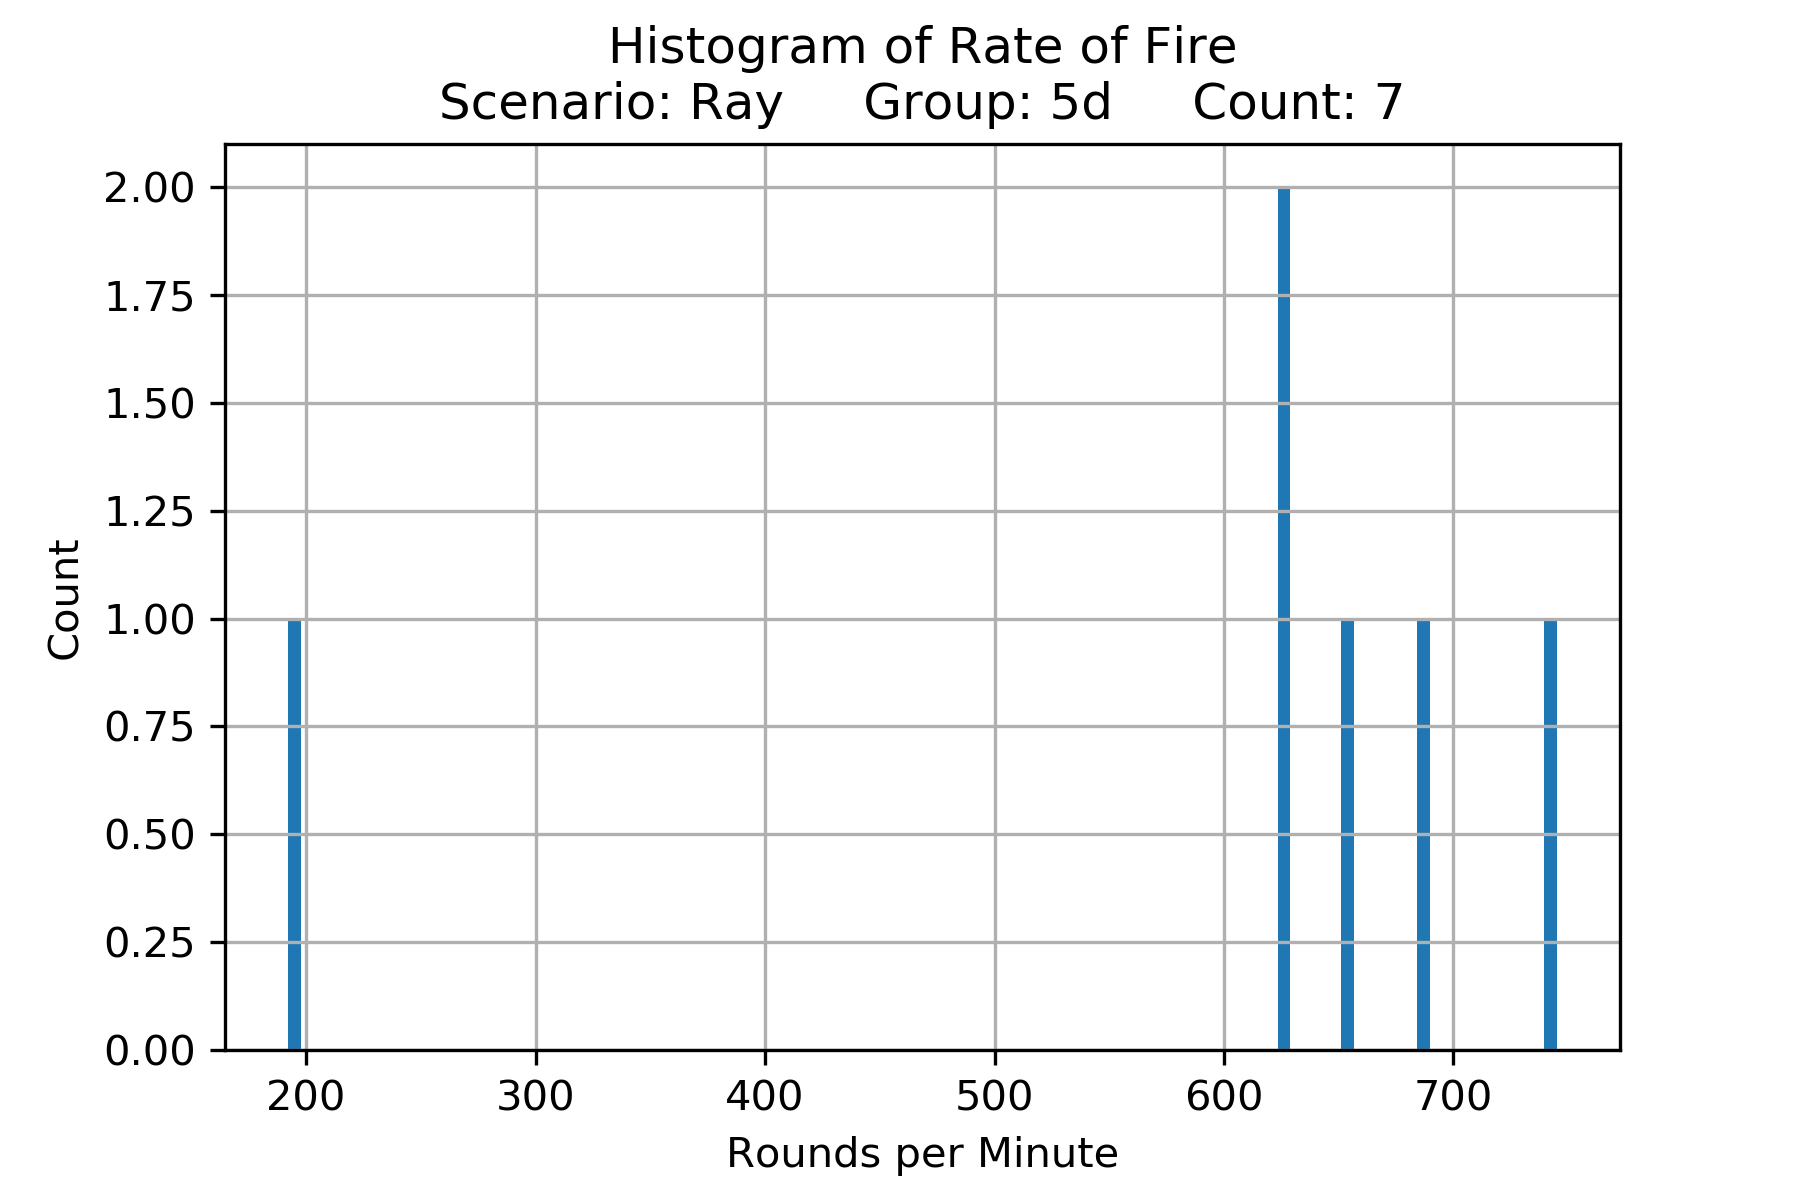 Histogram of Rate of Fire
Scenario: Ray Group: 5d Count: 7
2.00
1.75
1.50
1.25
1.00
0.75
0.50
0.25
0.00
Count
200 300 400 500 600 700
Rounds per Minute